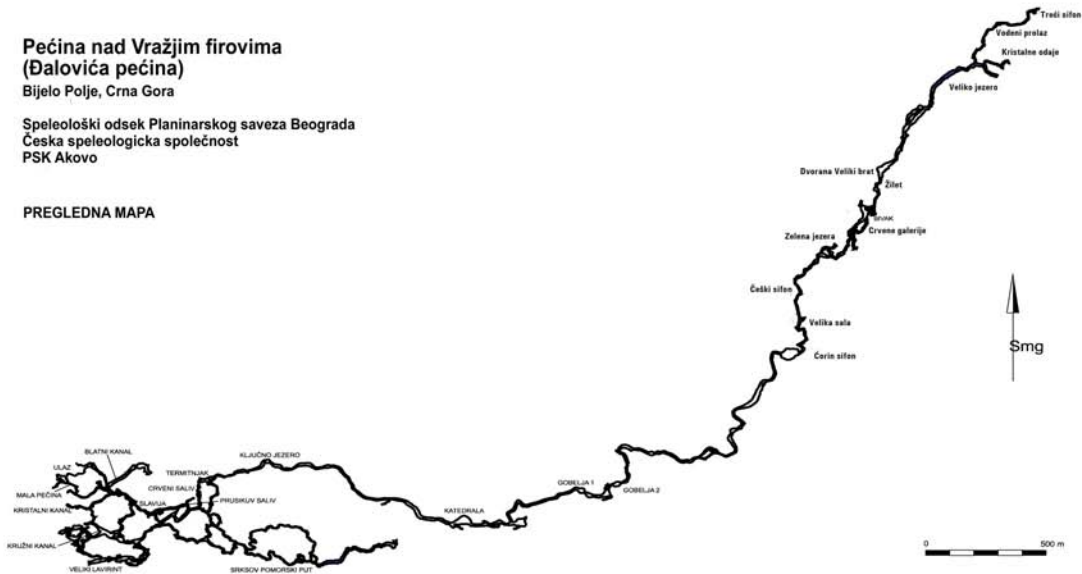 Pećina nad Vražjim firovima
(Đalovića pećina)
Bijelo Polje, Crna Gora
Speleološki odsek Planinarskog saveza Beograda
Česka speleologicka společnost
PSK Akovo
PREGLEDNA MAPA
Treći sifon
Vodeni prolaz
Kristalne odaje
Veliko jezero
Dvorana Veliki brat
Žilet
BIVAK
Crvene galerije
Zelena jezera
Češki sifon
Velika sala
Ćorin sifon
Smg
BLATNI KANAL
ULAZ
MALA PEĆINA
KRISTALNI KANAL
KRUŽNI KANAL
VELIKI LAVIRINT
KLJUČNO JEZERO
TERMITNJAK
CRVENI SALIV
SLAVIJA
PRUSIKUV SALIV
SRKSOV POMORSKI PUT
KATEDRALA
GOBELJA 1
GOBELJA 2
0 500 m